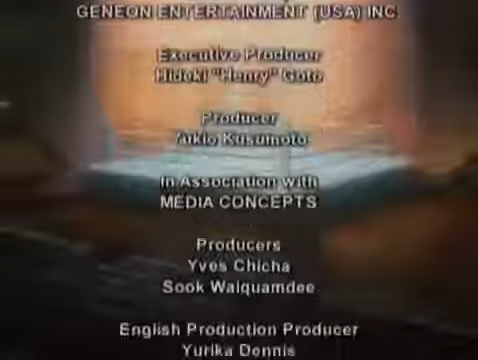 GENEON ENTERTAINMENT (USA) INC
Executive Producer
Hideki "Henry" Goto
Producer
Yukio Kusumoto
In Association with
MEDIA CONCEPTS
Producers
Yves Chicha
Sook Walquamdee
English Production Producer
Yurika Dennis